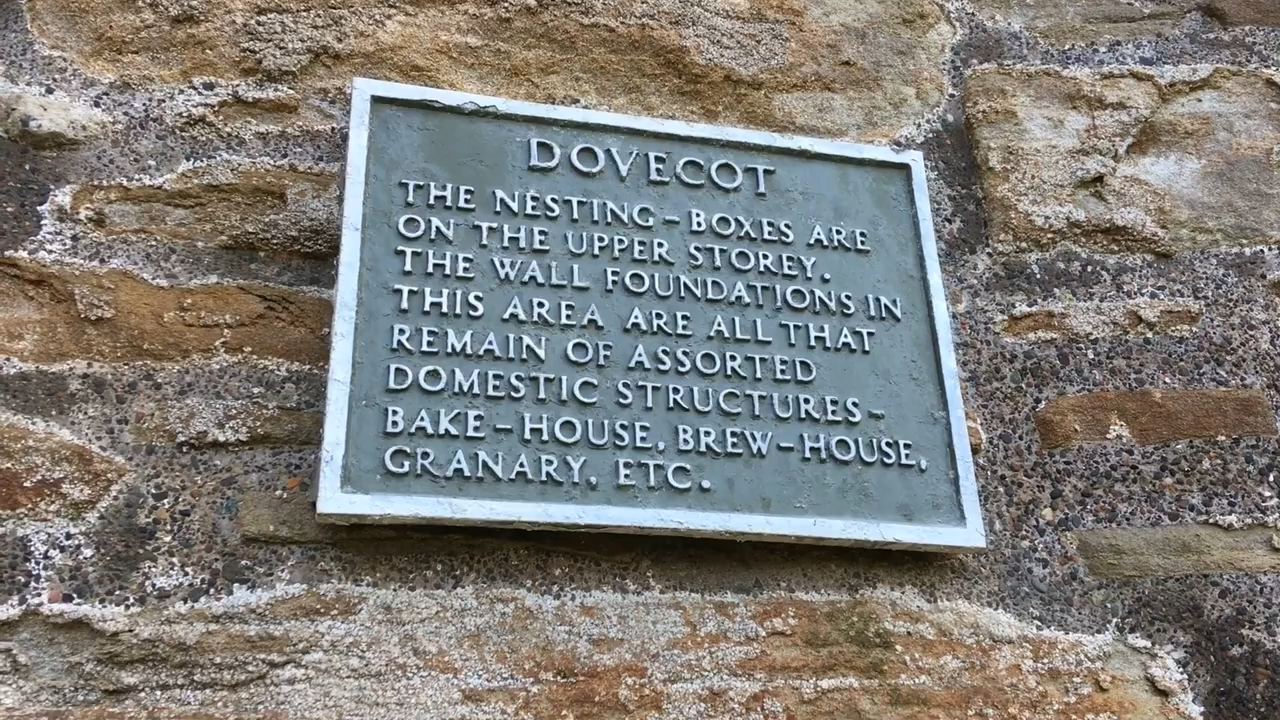 DOVECOT
THE NESTING-BOXES ARE
ON THE UPPER STOREY.
THE WALL FOUNDATIONS IN
THIS AREA ARE ALL THAT
REMAIN OF ASSORTED
DOMESTIC STRUCTURES-
BAKE-HOUSE, BREW-HOUSE,
GRANARY, ETC.